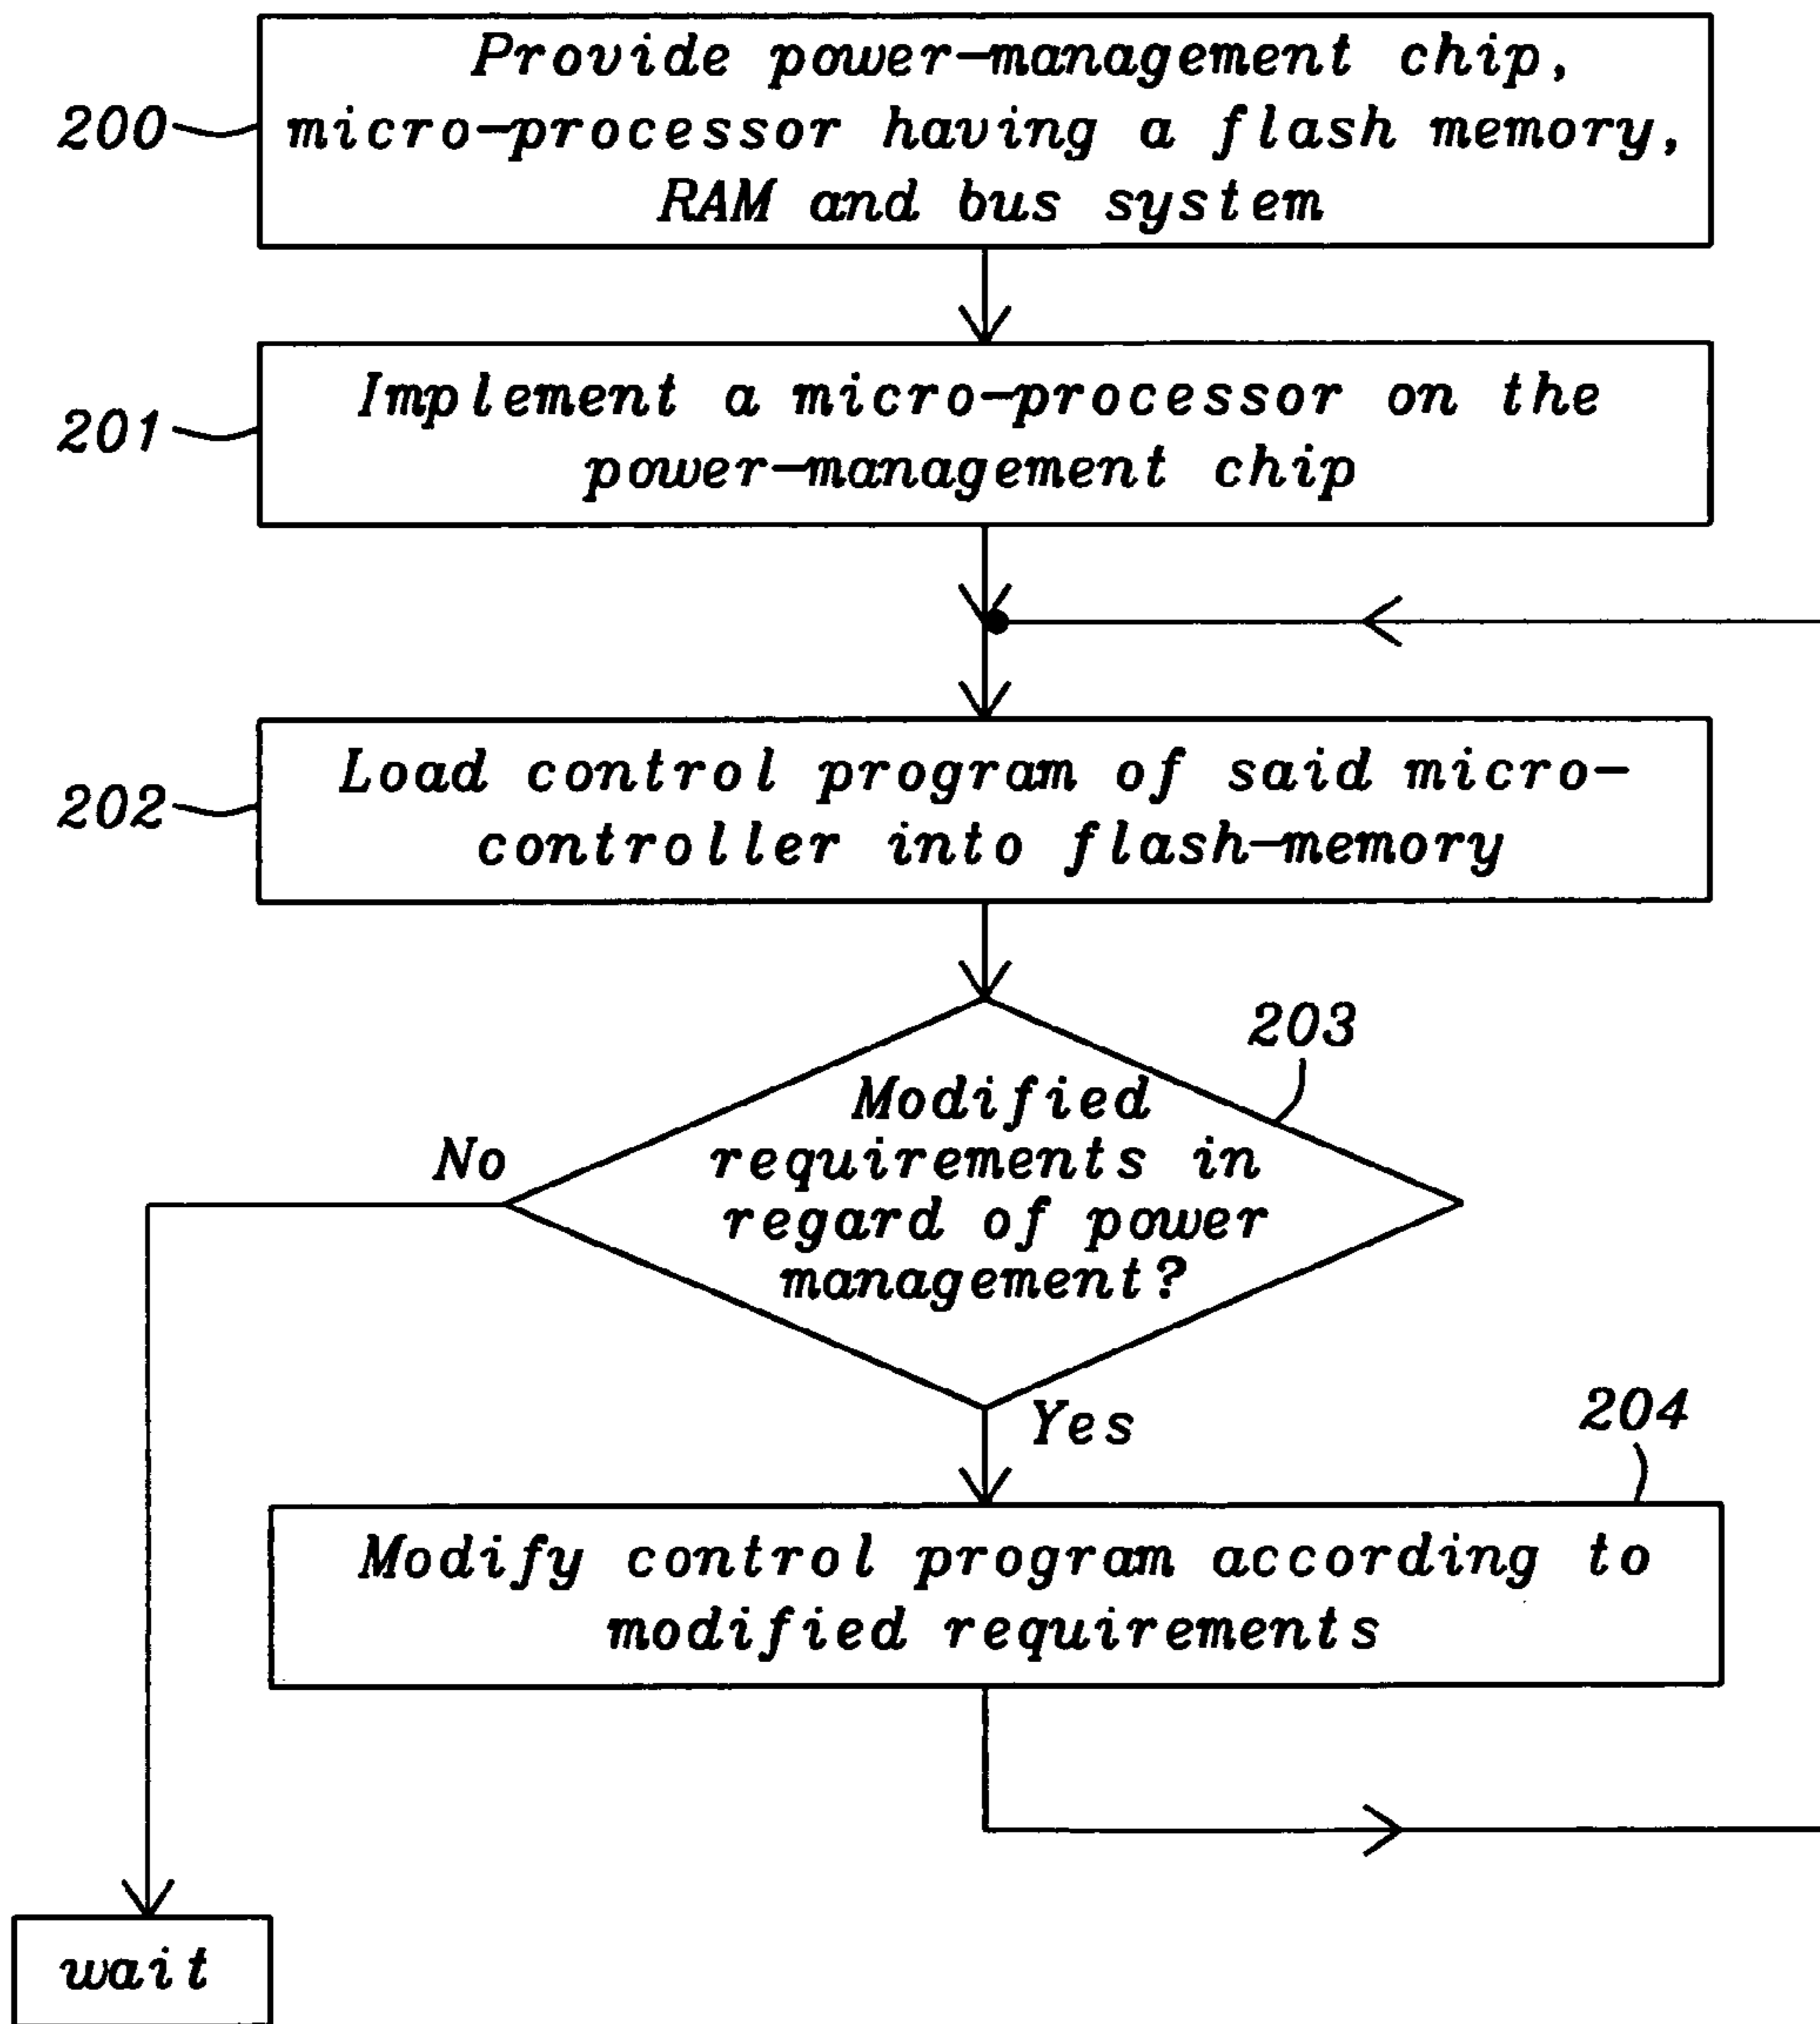 Provide power-management chip,
200
micro-processor having a flash memory,
RAM and bus system
Implement a micro-processor on the
201
power-management chip
Load control program of said micro-
202
controller into flash-memory
203
Modified
requirements in
regard of power
management?
No
Yes
204
Modify control program according to
modified requirements
wait